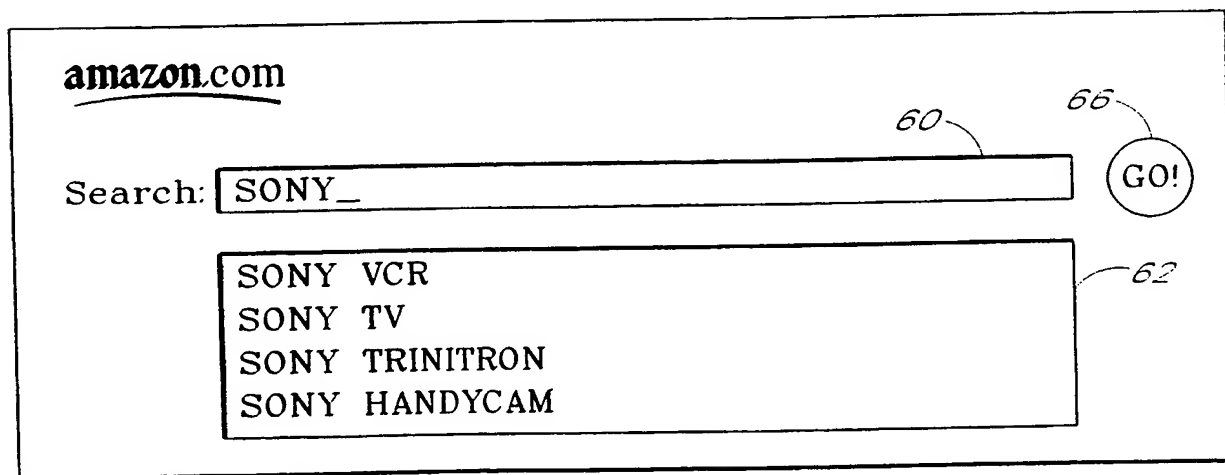 amazon.com
60
66
Search: SONY_
GO!
SONY VCR
62
SONY TV
SONY TRINITRON
SONY HANDYCAM